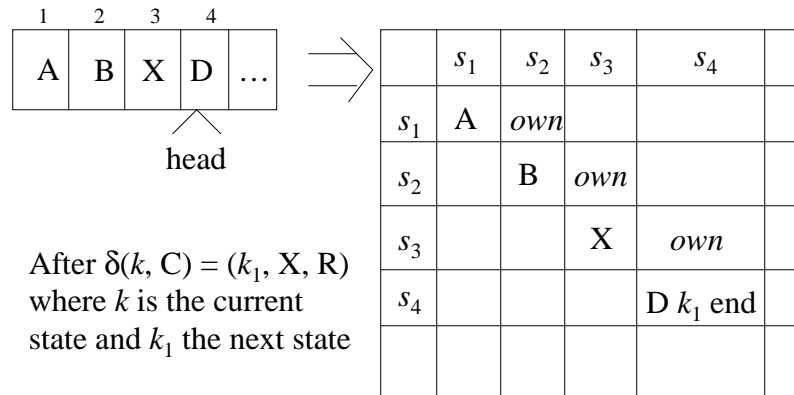 1 2 3 4
A B X D …
head
After δ(k, C) = (k₁, X, R)
where k is the current
state and k₁ the next state
s₁ s₂ s₃ s₄
s₁ A own
s₂ B own
s₃ X own
s₄ D k₁ end